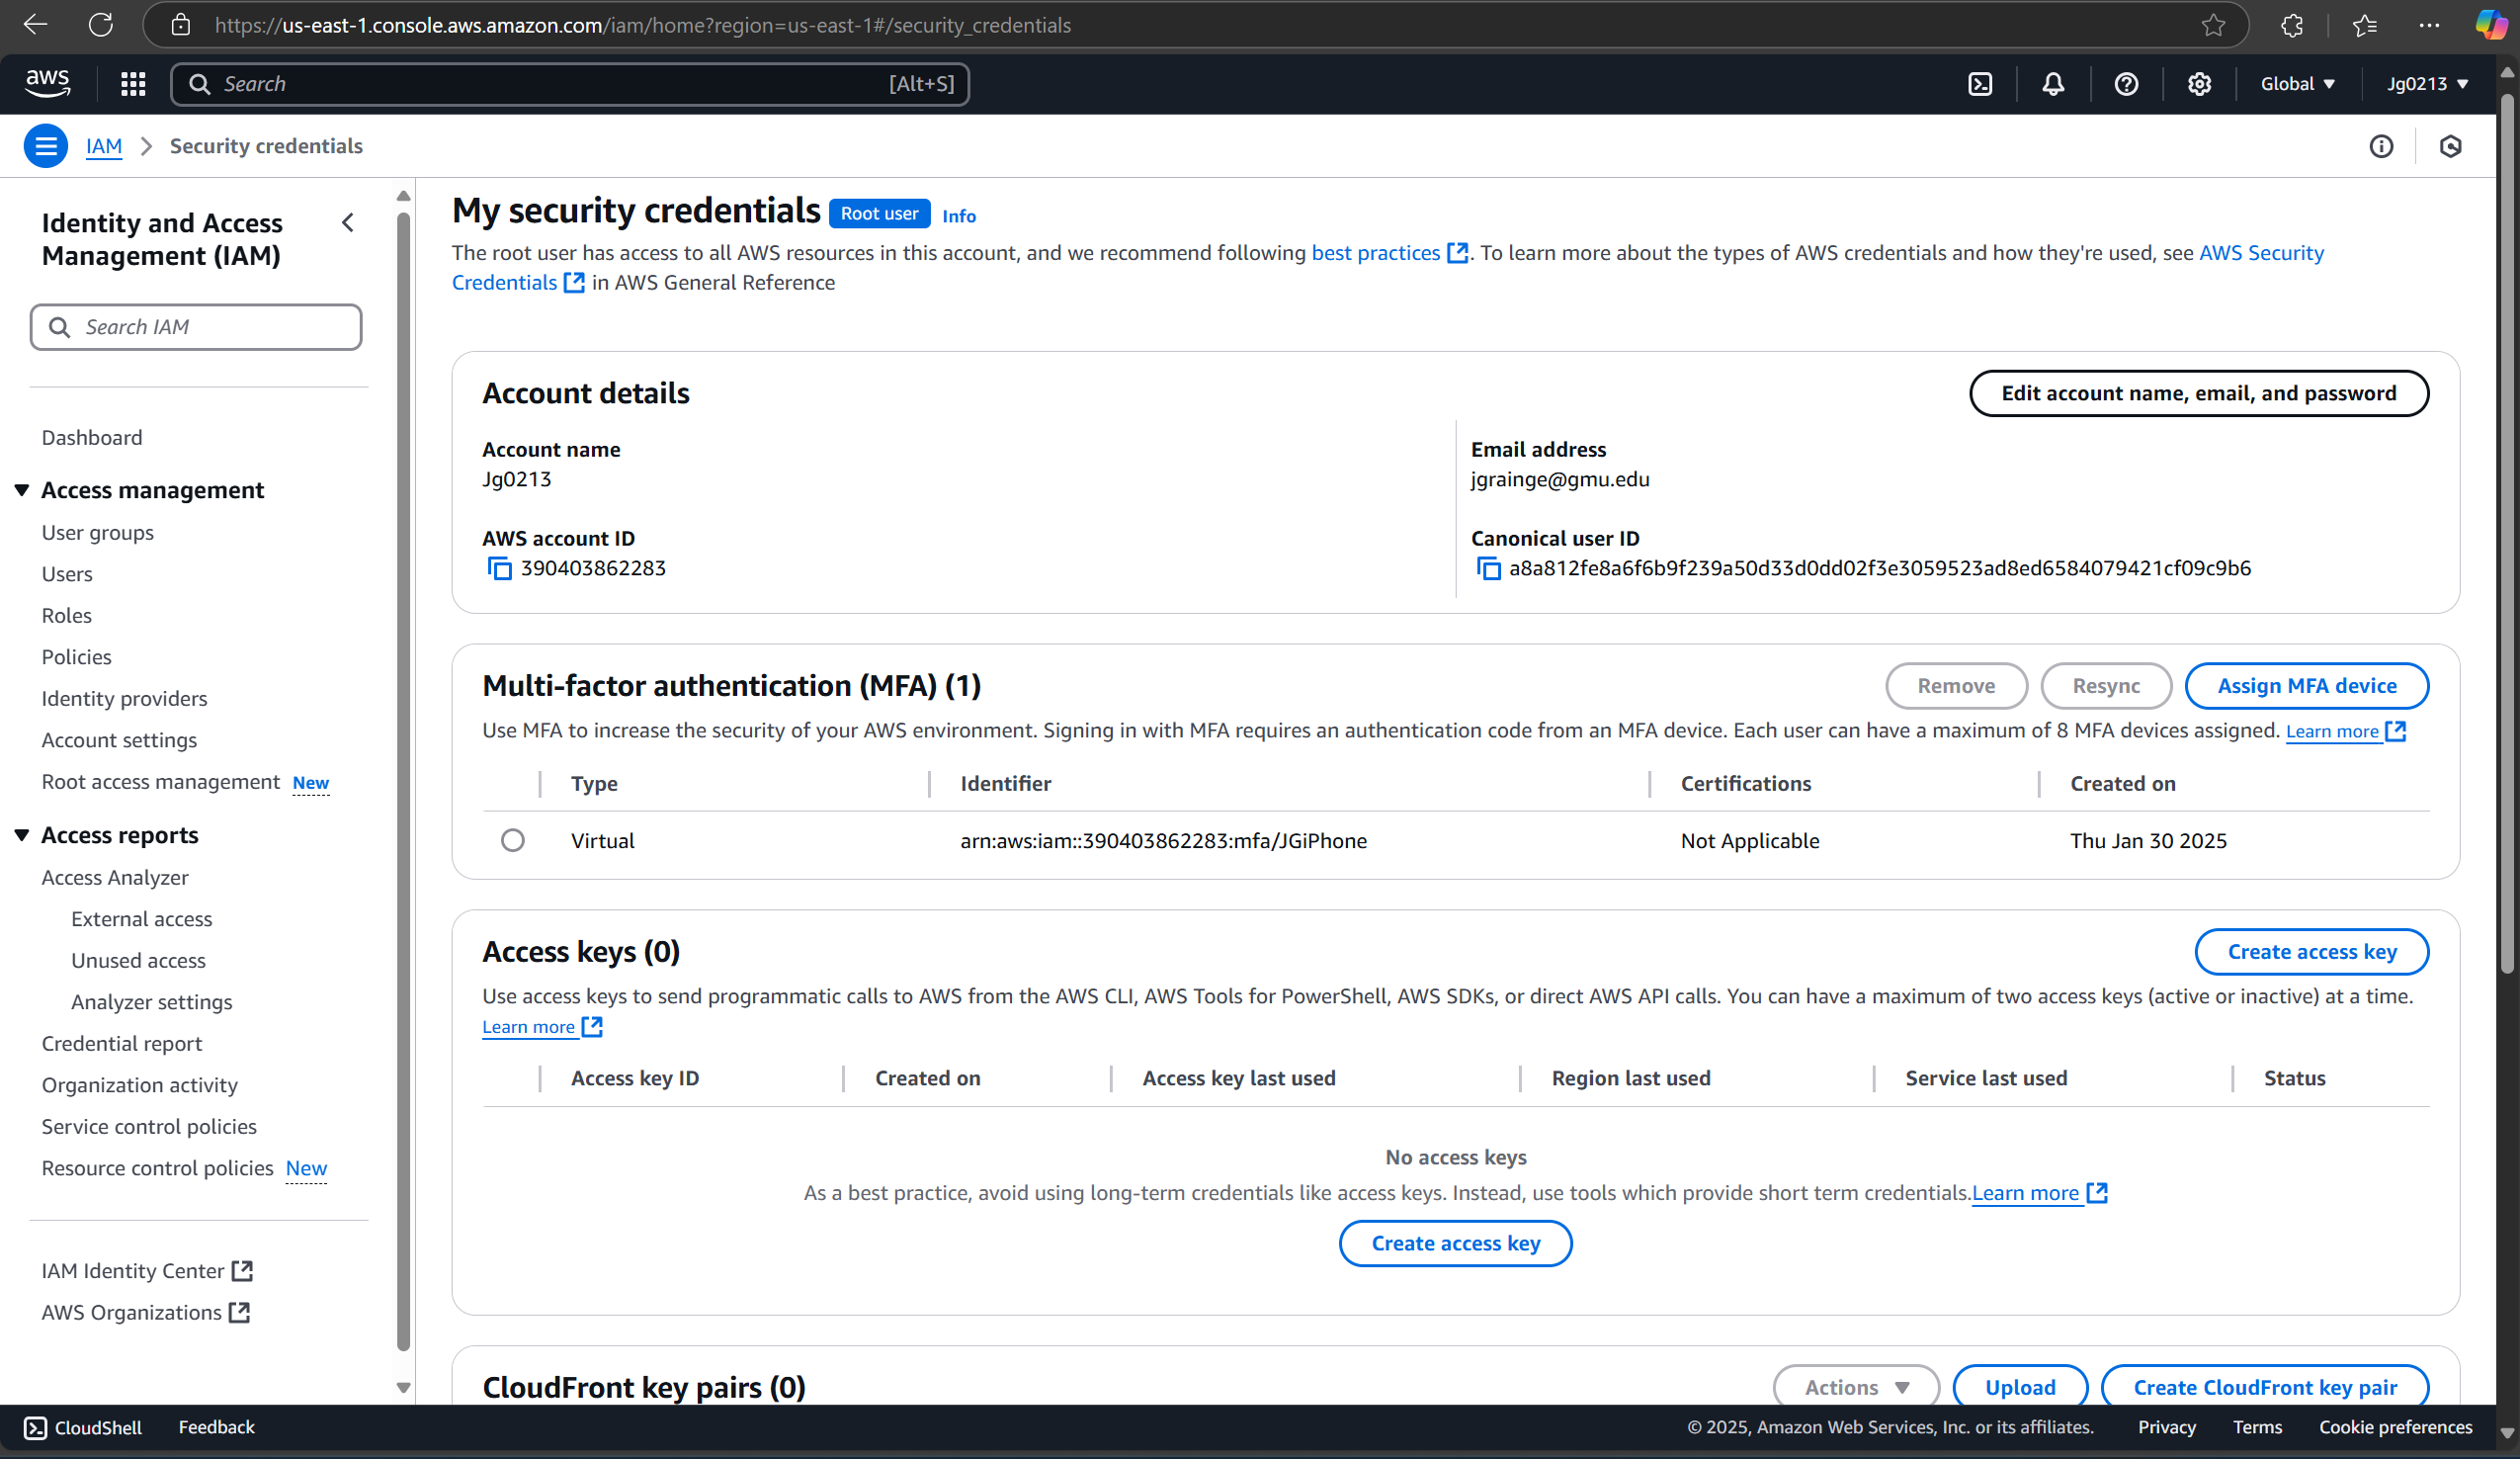 https://us-east-1.console.aws.amazon.com/iam/home?region=us-east-1#/security_credentials
aws
Search [Alt+S]
Global
Jg0213
IAM > Security credentials
Identity and Access
Management (IAM)
Search IAM
Dashboard
Access management
User groups
Users
Roles
Policies
Identity providers
Account settings
Root access management New
Access reports
Access Analyzer
External access
Unused access
Analyzer settings
Credential report
Organization activity
Service control policies
Resource control policies New
IAM Identity Center
AWS Organizations
My security credentials Root user Info
The root user has access to all AWS resources in this account, and we recommend following best practices. To learn more about the types of AWS credentials and how they're used, see AWS Security
Credentials in AWS General Reference
Account details
Edit account name, email, and password
Account name
Jg0213
Email address
jgrainge@gmu.edu
AWS account ID
390403862283
Canonical user ID
a8a812fe8a6f6b9f239a50d33d0dd02f3e3059523ad8ed6584079421cf09c9b6
Multi-factor authentication (MFA) (1)
Remove
Resync
Assign MFA device
Use MFA to increase the security of your AWS environment. Signing in with MFA requires an authentication code from an MFA device. Each user can have a maximum of 8 MFA devices assigned. Learn more
Type Identifier Certifications Created on
Virtual arn:aws:iam::390403862283:mfa/JGiPhone Not Applicable Thu Jan 30 2025
Access keys (0)
Create access key
Use access keys to send programmatic calls to AWS from the AWS CLI, AWS Tools for PowerShell, AWS SDKs, or direct AWS API calls. You can have a maximum of two access keys (active or inactive) at a time.
Learn more
Access key ID Created on Access key last used Region last used Service last used Status
No access keys
As a best practice, avoid using long-term credentials like access keys. Instead, use tools which provide short term credentials.Learn more
Create access key
CloudFront key pairs (0)
Actions
Upload
Create CloudFront key pair
CloudShell
Feedback
© 2025, Amazon Web Services, Inc. or its affiliates.
Privacy
Terms
Cookie preferences